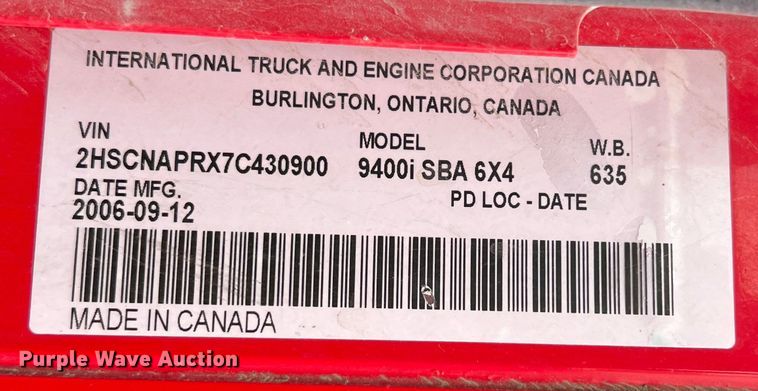 INTERNATIONAL TRUCK AND ENGINE CORPORATION CANADA
BURLINGTON, ONTARIO, CANADA
VIN MODEL W.B.
2HSCNAPRX7C430900 9400i SBA 6X4 635
DATE MFG. PD LOC - DATE
2006-09-12
MADE IN CANADA
Purple Wave Auction